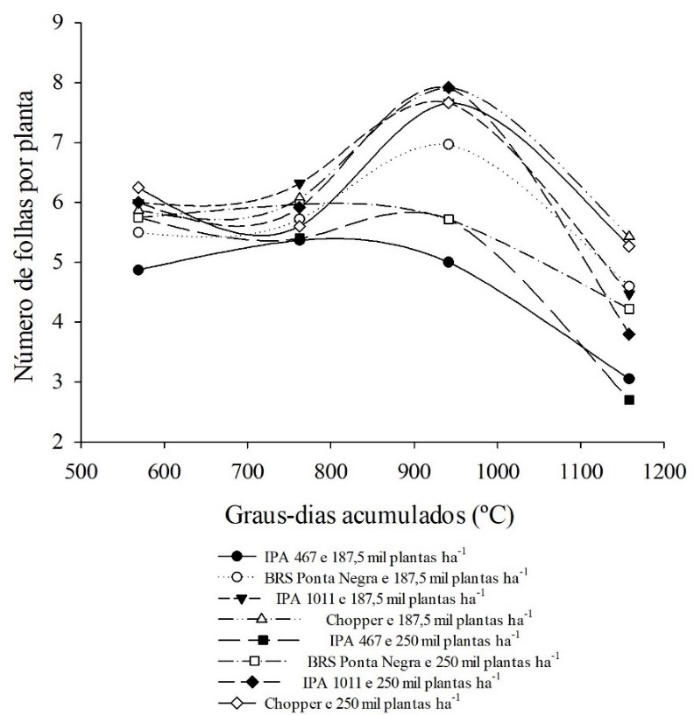 9
8
7
6
5
4
3
2
Número de folhas por planta
500 600 700 800 900 1000 1100 1200
Graus-dias acumulados (ºC)
IPA 467 e 187,5 mil plantas ha⁻¹
BRS Ponta Negra e 187,5 mil plantas ha⁻¹
IPA 1011 e 187,5 mil plantas ha⁻¹
Chopper e 187,5 mil plantas ha⁻¹
IPA 467 e 250 mil plantas ha⁻¹
BRS Ponta Negra e 250 mil plantas ha⁻¹
IPA 1011 e 250 mil plantas ha⁻¹
Chopper e 250 mil plantas ha⁻¹